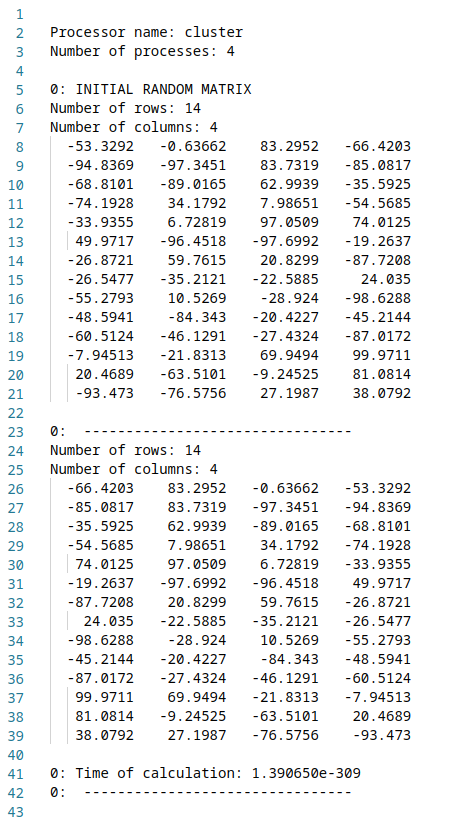 1
2 Processor name: cluster
3 Number of processes: 4
4
5 0: INITIAL RANDOM MATRIX
6 Number of rows: 14
7 Number of columns: 4
8 -53.3292 -0.63662 83.2952 -66.4203
9 -94.8369 -97.3451 83.7319 -85.0817
10 -68.8101 -89.0165 62.9939 -35.5925
11 -74.1928 34.1792 7.98651 -54.5685
12 -33.9355 6.72819 97.0509 74.0125
13 49.9717 -96.4518 -97.6992 -19.2637
14 -26.8721 59.7615 20.8299 -87.7208
15 -26.5477 -35.2121 -22.5885 24.035
16 -55.2793 10.5269 -28.924 -98.6288
17 -48.5941 -84.343 -20.4227 -45.2144
18 -60.5124 -46.1291 -27.4324 -87.0172
19 -7.94513 -21.8313 69.9494 99.9711
20 20.4689 -63.5101 -9.24525 81.0814
21 -93.473 -76.5756 27.1987 38.0792
22
23 0: --------------------------------
24 Number of rows: 14
25 Number of columns: 4
26 -66.4203 83.2952 -0.63662 -53.3292
27 -85.0817 83.7319 -97.3451 -94.8369
28 -35.5925 62.9939 -89.0165 -68.8101
29 -54.5685 7.98651 34.1792 -74.1928
30 74.0125 97.0509 6.72819 -33.9355
31 -19.2637 -97.6992 -96.4518 49.9717
32 -87.7208 20.8299 59.7615 -26.8721
33 24.035 -22.5885 -35.2121 -26.5477
34 -98.6288 -28.924 10.5269 -55.2793
35 -45.2144 -20.4227 -84.343 -48.5941
36 -87.0172 -27.4324 -46.1291 -60.5124
37 99.9711 69.9494 -21.8313 -7.94513
38 81.0814 -9.24525 -63.5101 20.4689
39 38.0792 27.1987 -76.5756 -93.473
40
41 0: Time of calculation: 1.390650e-309
42 0: --------------------------------
43